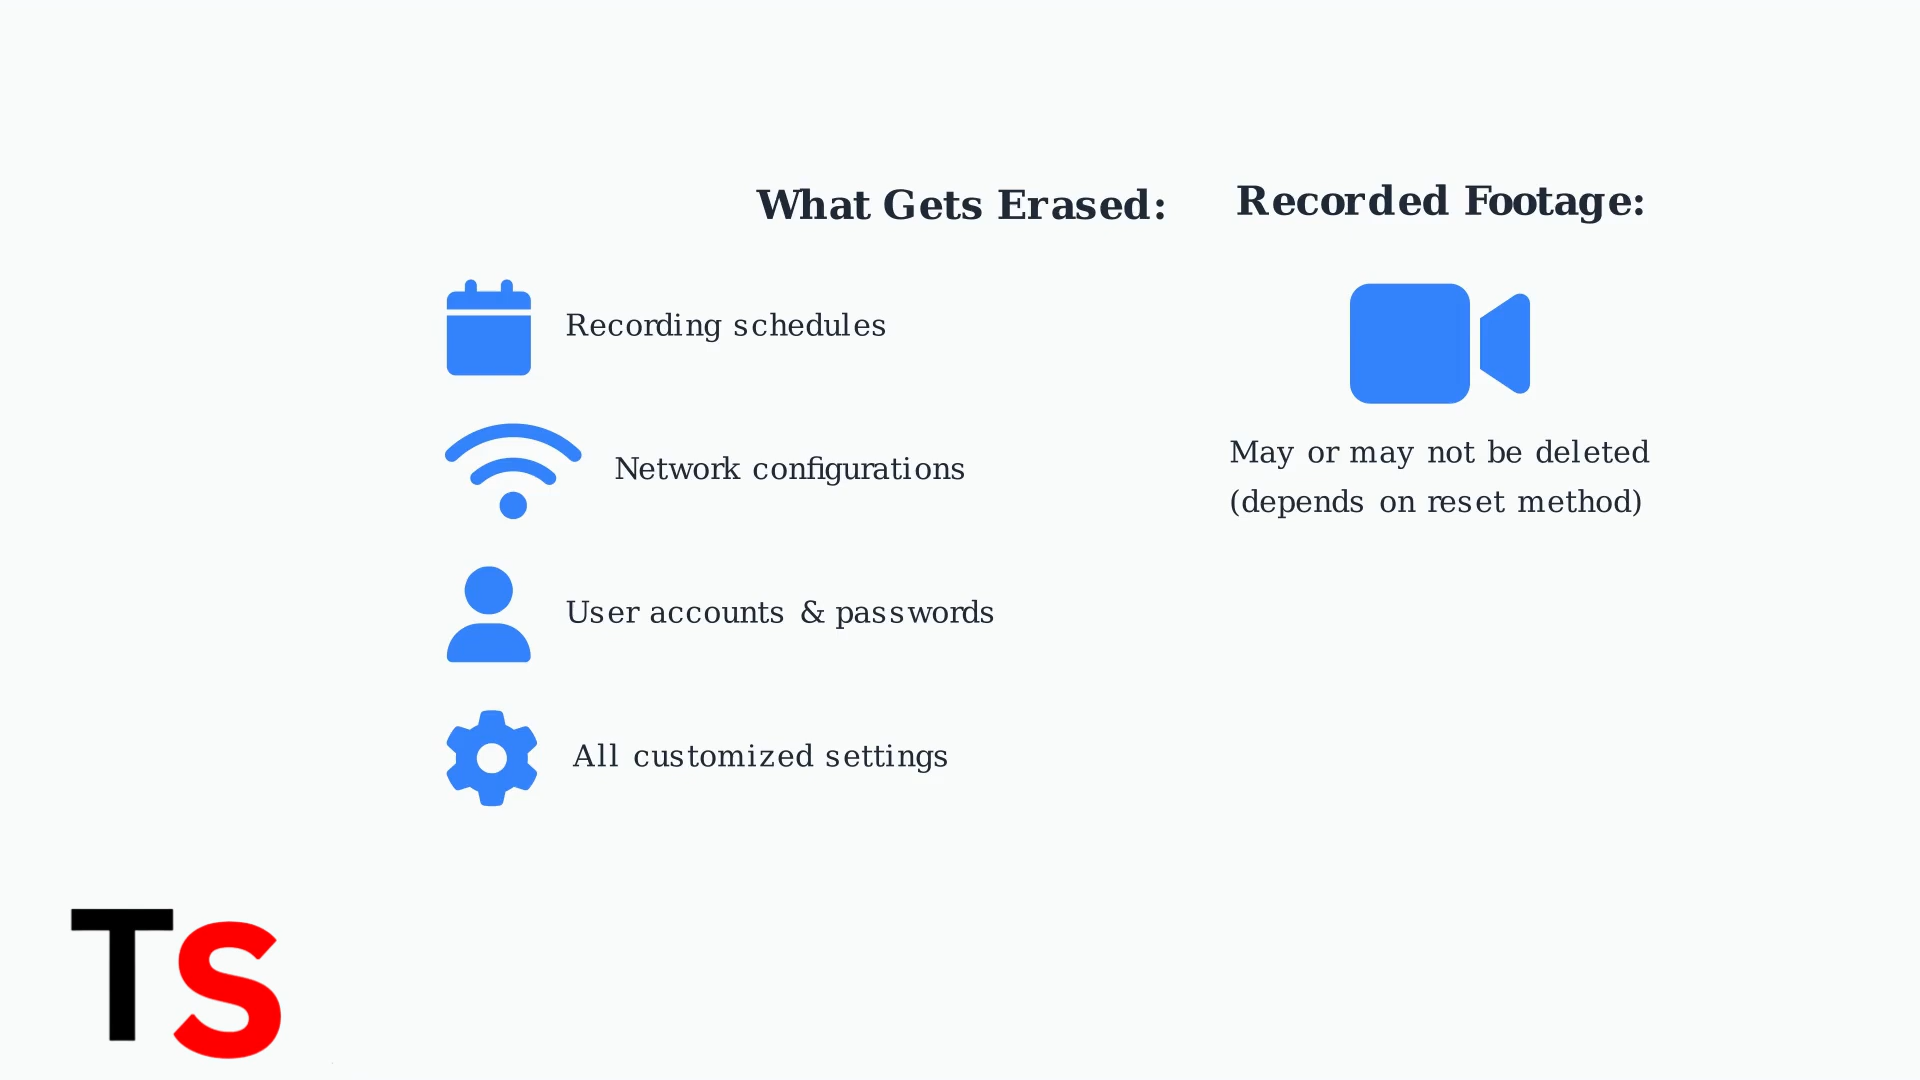 What Gets Erased:
Recording schedules
Network configurations
User accounts & passwords
All customized settings
Recorded Footage:
May or may not be deleted
(depends on reset method)
TS